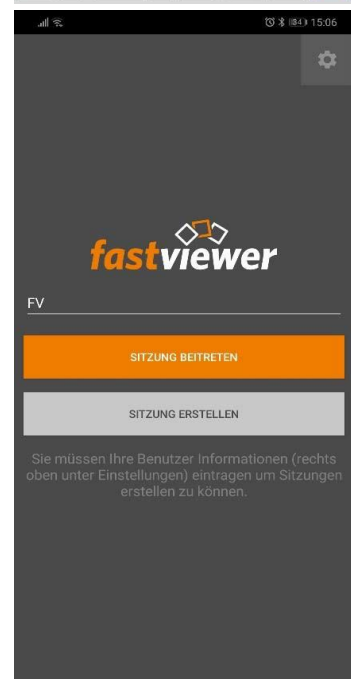 84 15:06
fastviewer
FV
SITZUNG BEITRETEN
SITZUNG ERSTELLEN
Sie müssen Ihre Benutzer Informationen (rechts
oben unter Einstellungen) eintragen um Sitzungen
erstellen zu können.